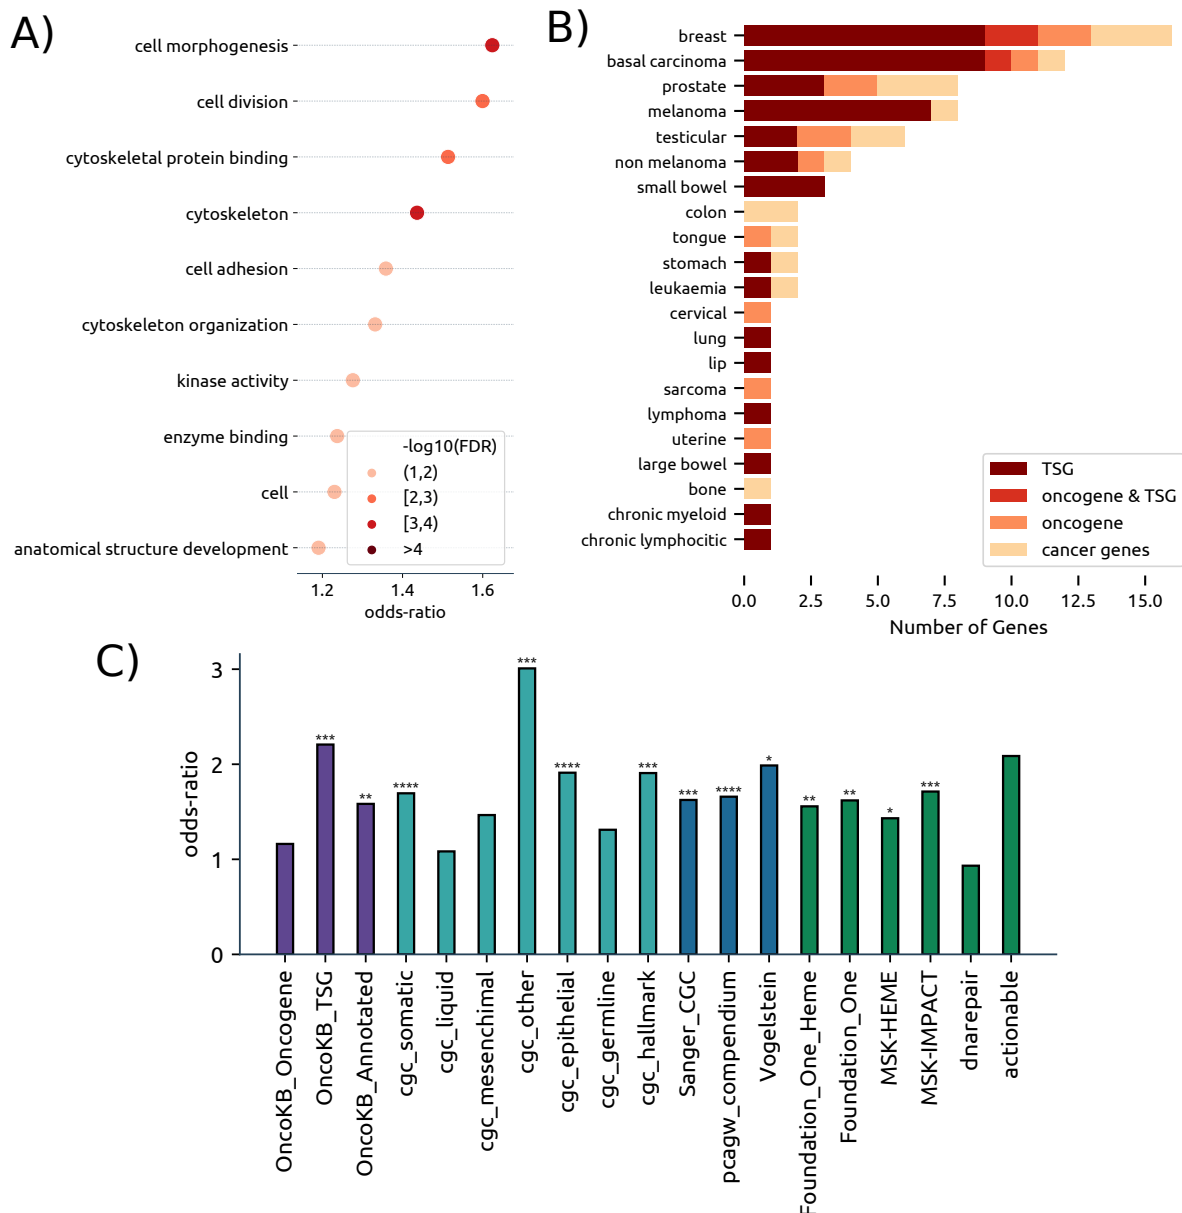 A)
cell morphogenesis
cell division
cytoskeletal protein binding
cytoskeleton
cell adhesion
cytoskeleton organization
kinase activity
enzyme binding
cell
anatomical structure development
-log10(FDR)
(1,2)
[2,3)
[3,4)
>4
1.2 1.4 1.6
odds-ratio
B)
breast
basal carcinoma
prostate
melanoma
testicular
non melanoma
small bowel
colon
tongue
stomach
leukaemia
cervical
lung
lip
sarcoma
lymphoma
uterine
large bowel
bone
chronic myeloid
chronic lymphocitic
TSG
oncogene & TSG
oncogene
cancer genes
0.0 2.5 5.0 7.5 10.0 12.5 15.0
Number of Genes
C)
odds-ratio
3
2
1
0
***
**
****
***
****
***
***
****
*
**
**
*
***
OncoKB_Oncogene
OncoKB_TSG
OncoKB_Annotated
cgc_somatic
cgc_liquid
cgc_mesenchimal
cgc_other
cgc_epithelial
cgc_germline
cgc_hallmark
Sanger_CGC
pcagw_compendium
Vogelstein
Foundation_One_Heme
Foundation_One
MSK-HEME
MSK-IMPACT
dnarepair
actionable